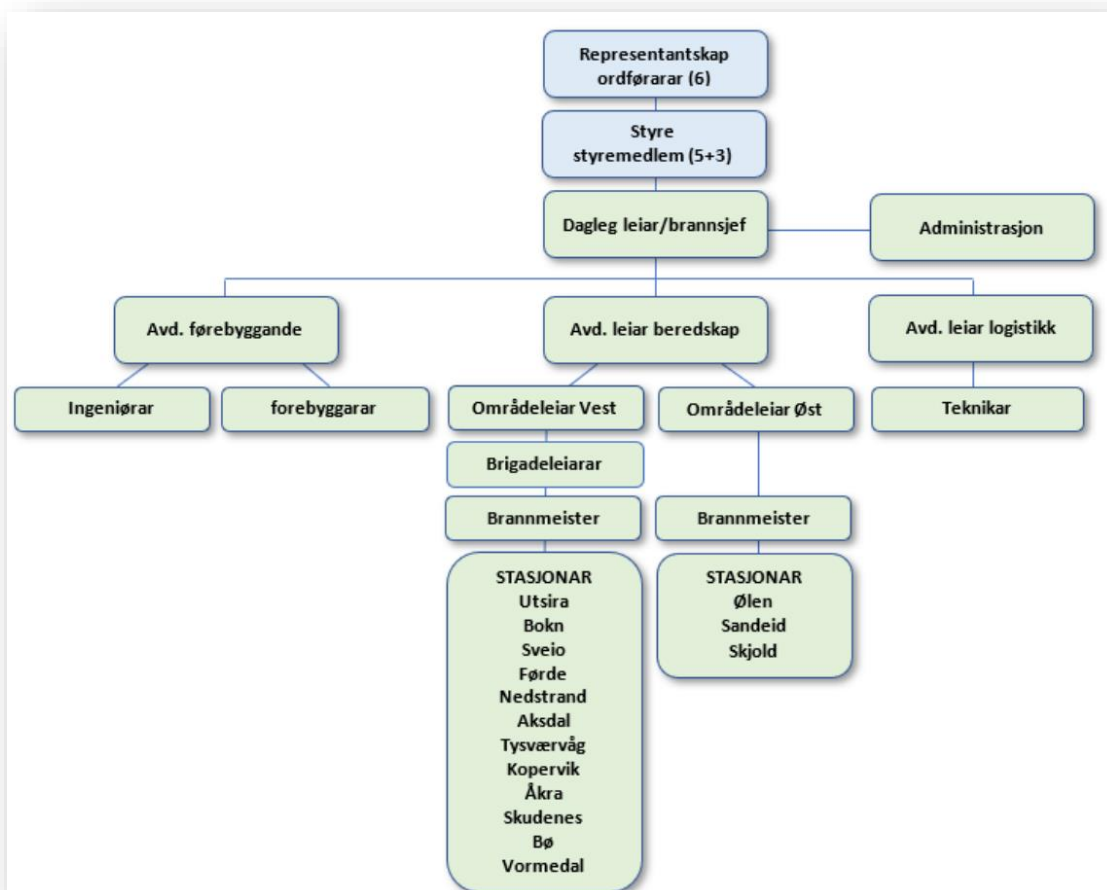 Representantskap
ordførarar (6)
Styre
styremedlem (5+3)
Dagleg leiar/brannsjef
Administrasjon
Avd. førebyggande
Avd. leiar beredskap
Avd. leiar logistikk
Ingeniørar
forebyggarar
Områdeleiar Vest
Områdeleiar Øst
Teknikar
Brigadeleiarar
Brannmeister
Brannmeister
STASJONAR
Utsira
Bokn
Sveio
Førde
Nedstrand
Aksdal
Tysværvåg
Kopervik
Åkra
Skudenes
Bø
Vormedal
STASJONAR
Ølen
Sandeid
Skjold